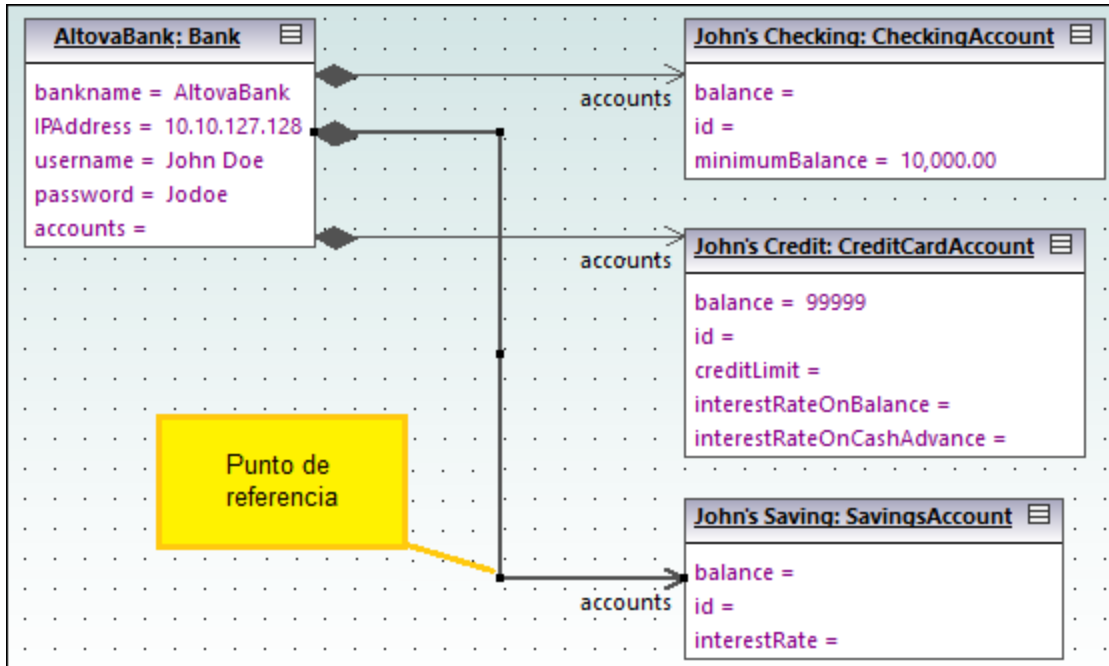 AltovaBank: Bank
bankname = AltovaBank
IPAddress = 10.10.127.128
username = John Doe
password = Jodoe
accounts =
John's Checking: CheckingAccount
balance =
id =
minimumBalance = 10,000.00
accounts
John's Credit: CreditCardAccount
balance = 99999
id =
creditLimit =
interestRateOnBalance =
interestRateOnCashAdvance =
accounts
Punto de
referencia
John's Saving: SavingsAccount
balance =
id =
interestRate =
accounts